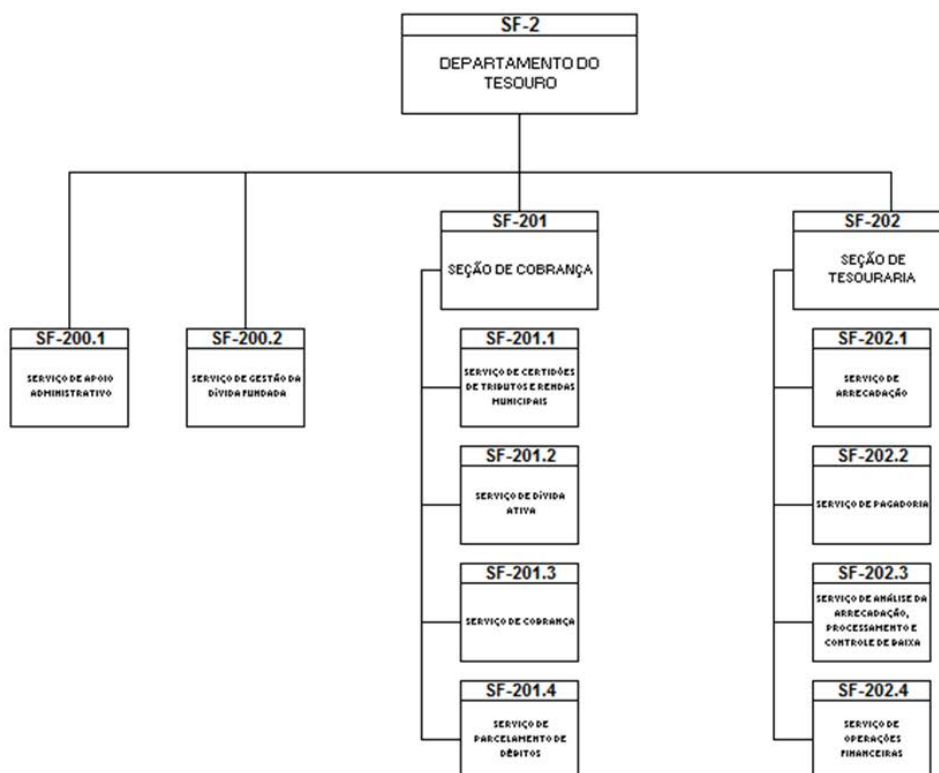 SF-2
DEPARTAMENTO DO
TESOURO
SF-201
SEÇÃO DE COBRANÇA
SF-202
SEÇÃO DE
TESOURARIA
SF-200.1
SERVIÇO DE APOIO
ADMINISTRATIVO
SF-200.2
SERVIÇO DE GESTÃO DA
DÍVIDA FUNDADA
SF-201.1
SERVIÇO DE CERTIDÕES
DE TRIBUTOS E RENDAS
MUNICIPAIS
SF-202.1
SERVIÇO DE
ARRECADAÇÃO
SF-201.2
SERVIÇO DE DÍVIDA
ATIVA
SF-202.2
SERVIÇO DE PAGADORIA
SF-201.3
SERVIÇO DE COBRANÇA
SF-202.3
SERVIÇO DE ANÁLISE DA
ARRECADAÇÃO,
PROCESSAMENTO E
CONTROLE DE BAIXA
SF-201.4
SERVIÇO DE
PARCELAMENTO DE
DÉBITOS
SF-202.4
SERVIÇO DE
OPERAÇÕES
FINANCEIRAS